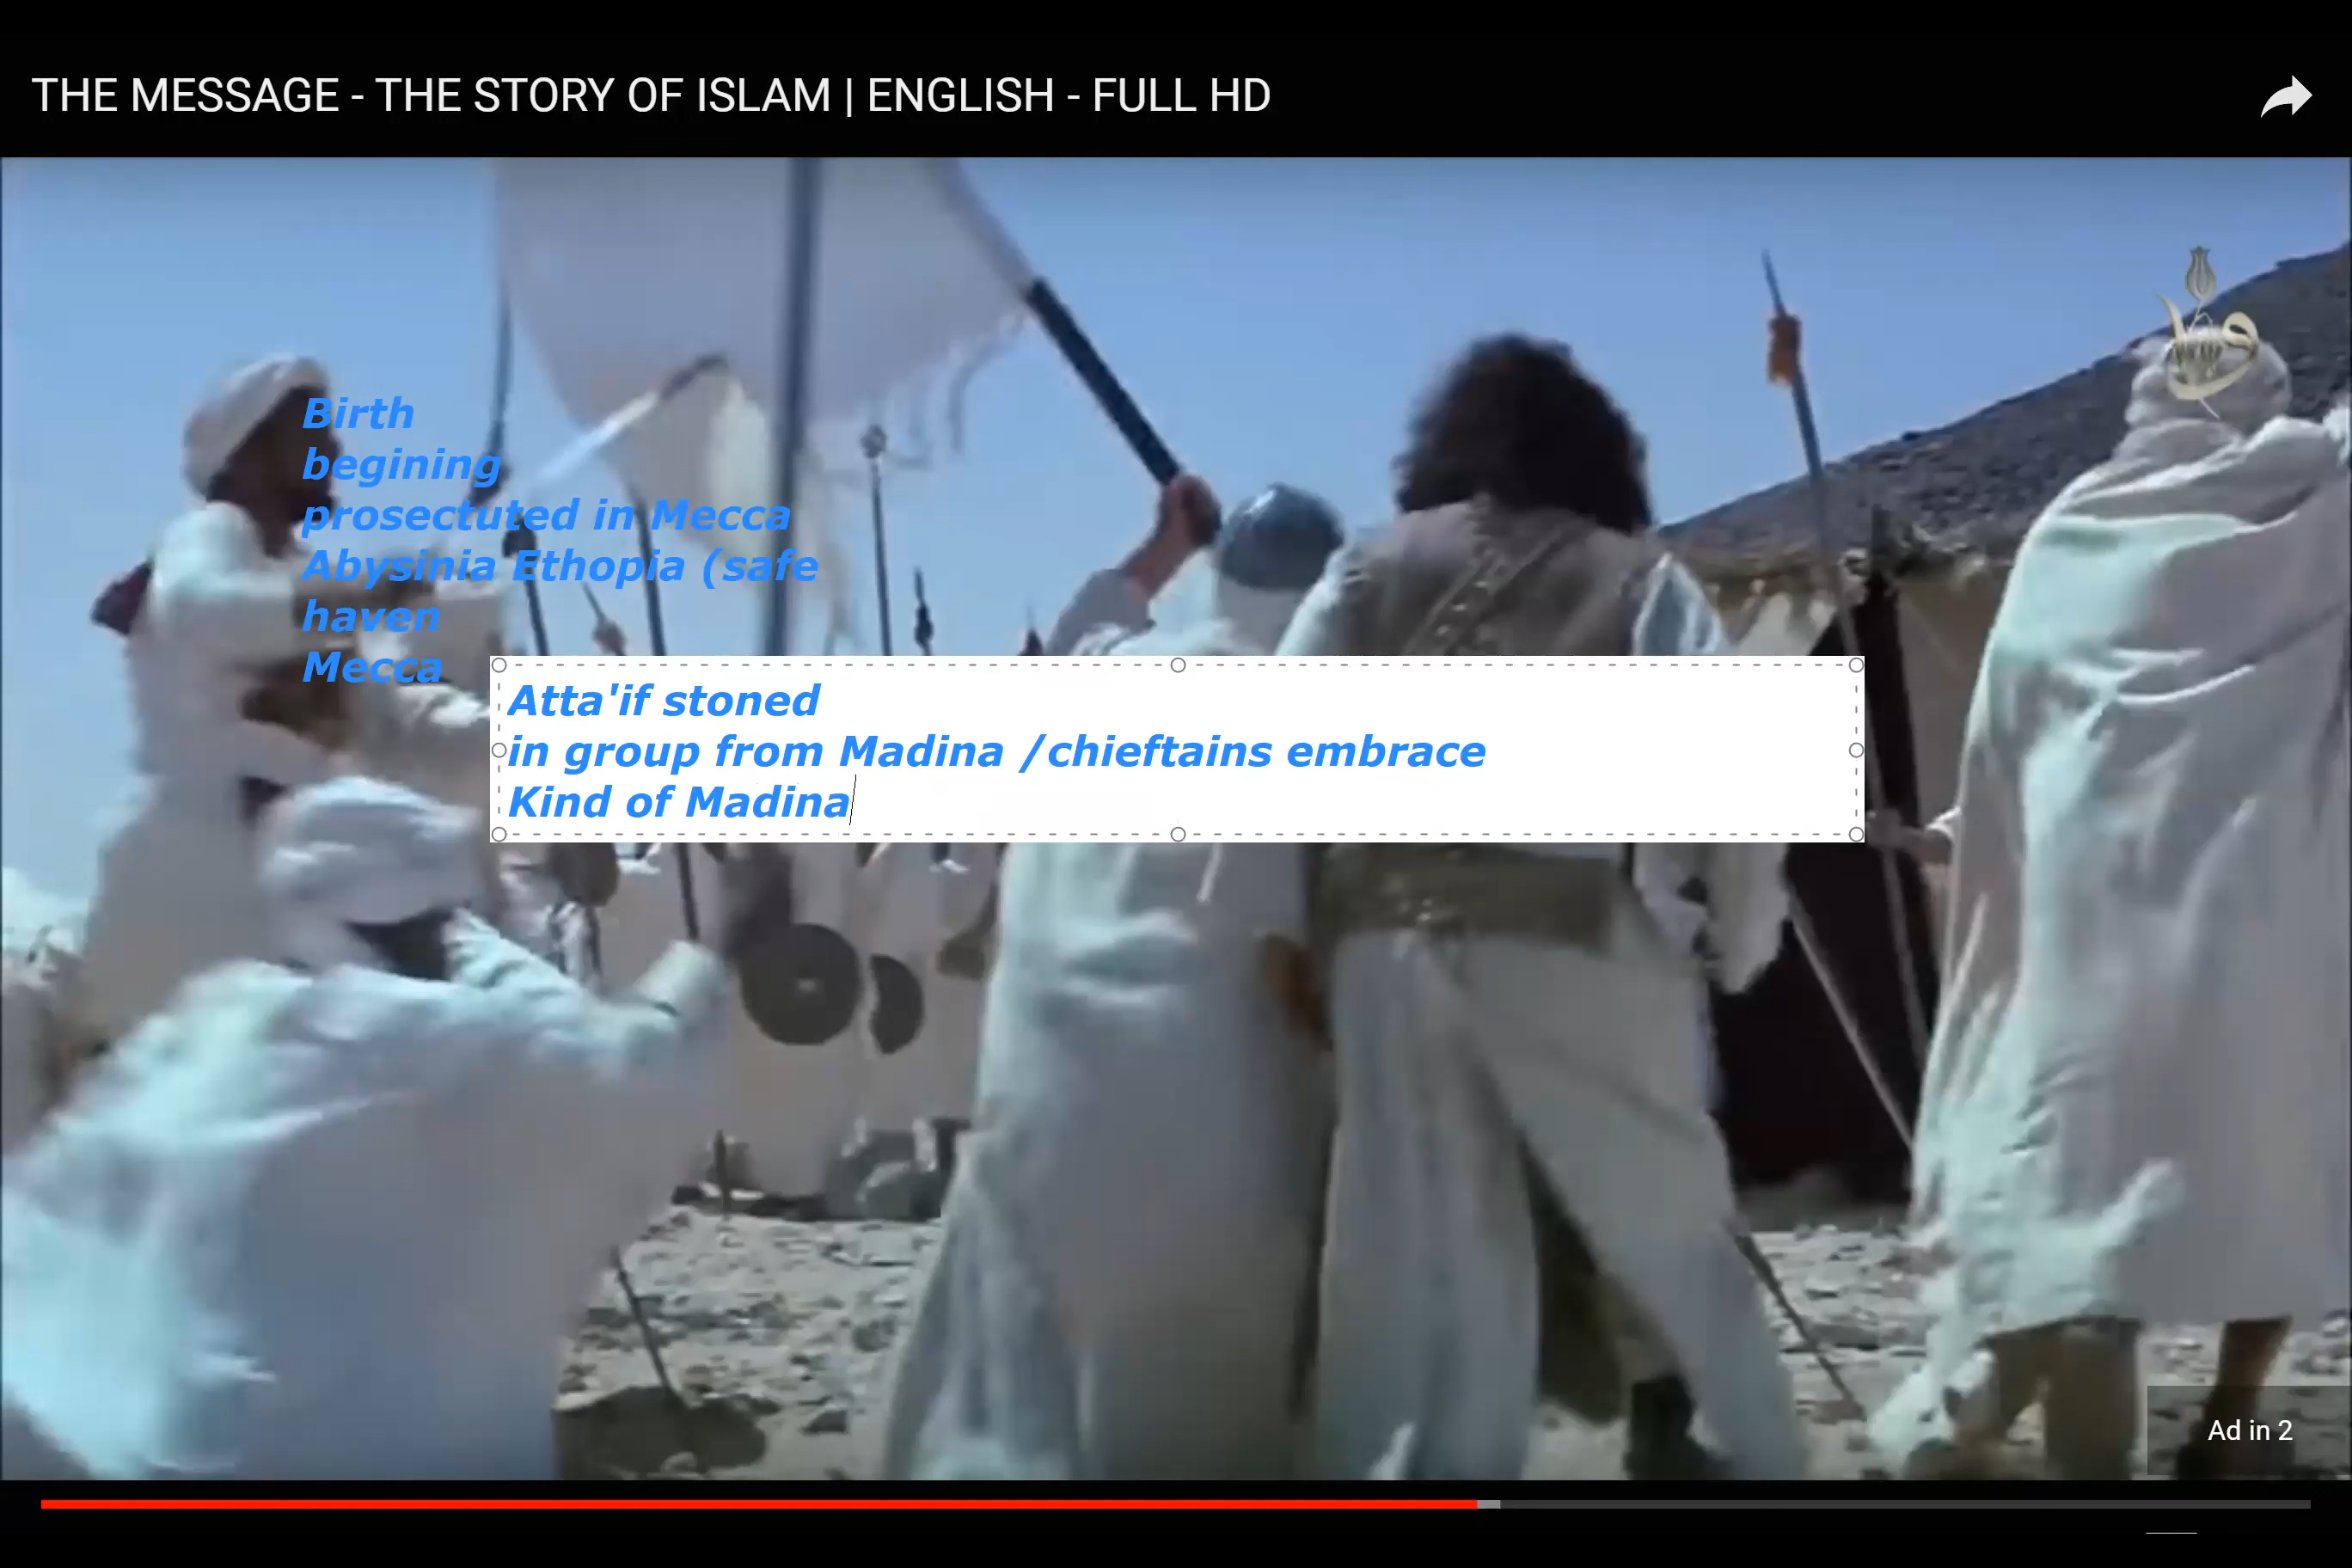 THE MESSAGE - THE STORY OF ISLAM | ENGLISH - FULL HD
Birth
begining
prosectuted in Mecca
Abysinia Ethopia (safe
haven
Mecca
Atta'if stoned
in group from Madina /chieftains embrace
Kind of Madina
Ad in 2